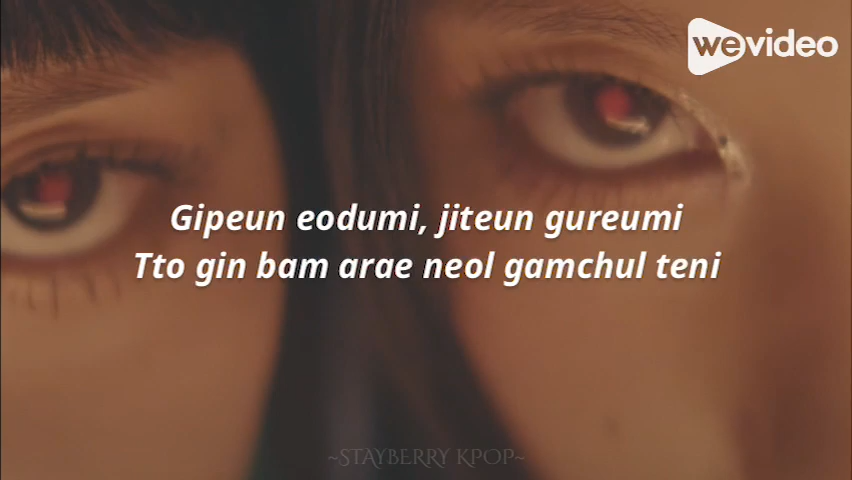 wevideo
Gipeun eodumi, jiteun gureumi
Tto gin bam arae neol gamchul teni
~STAYBERRY KPOP~